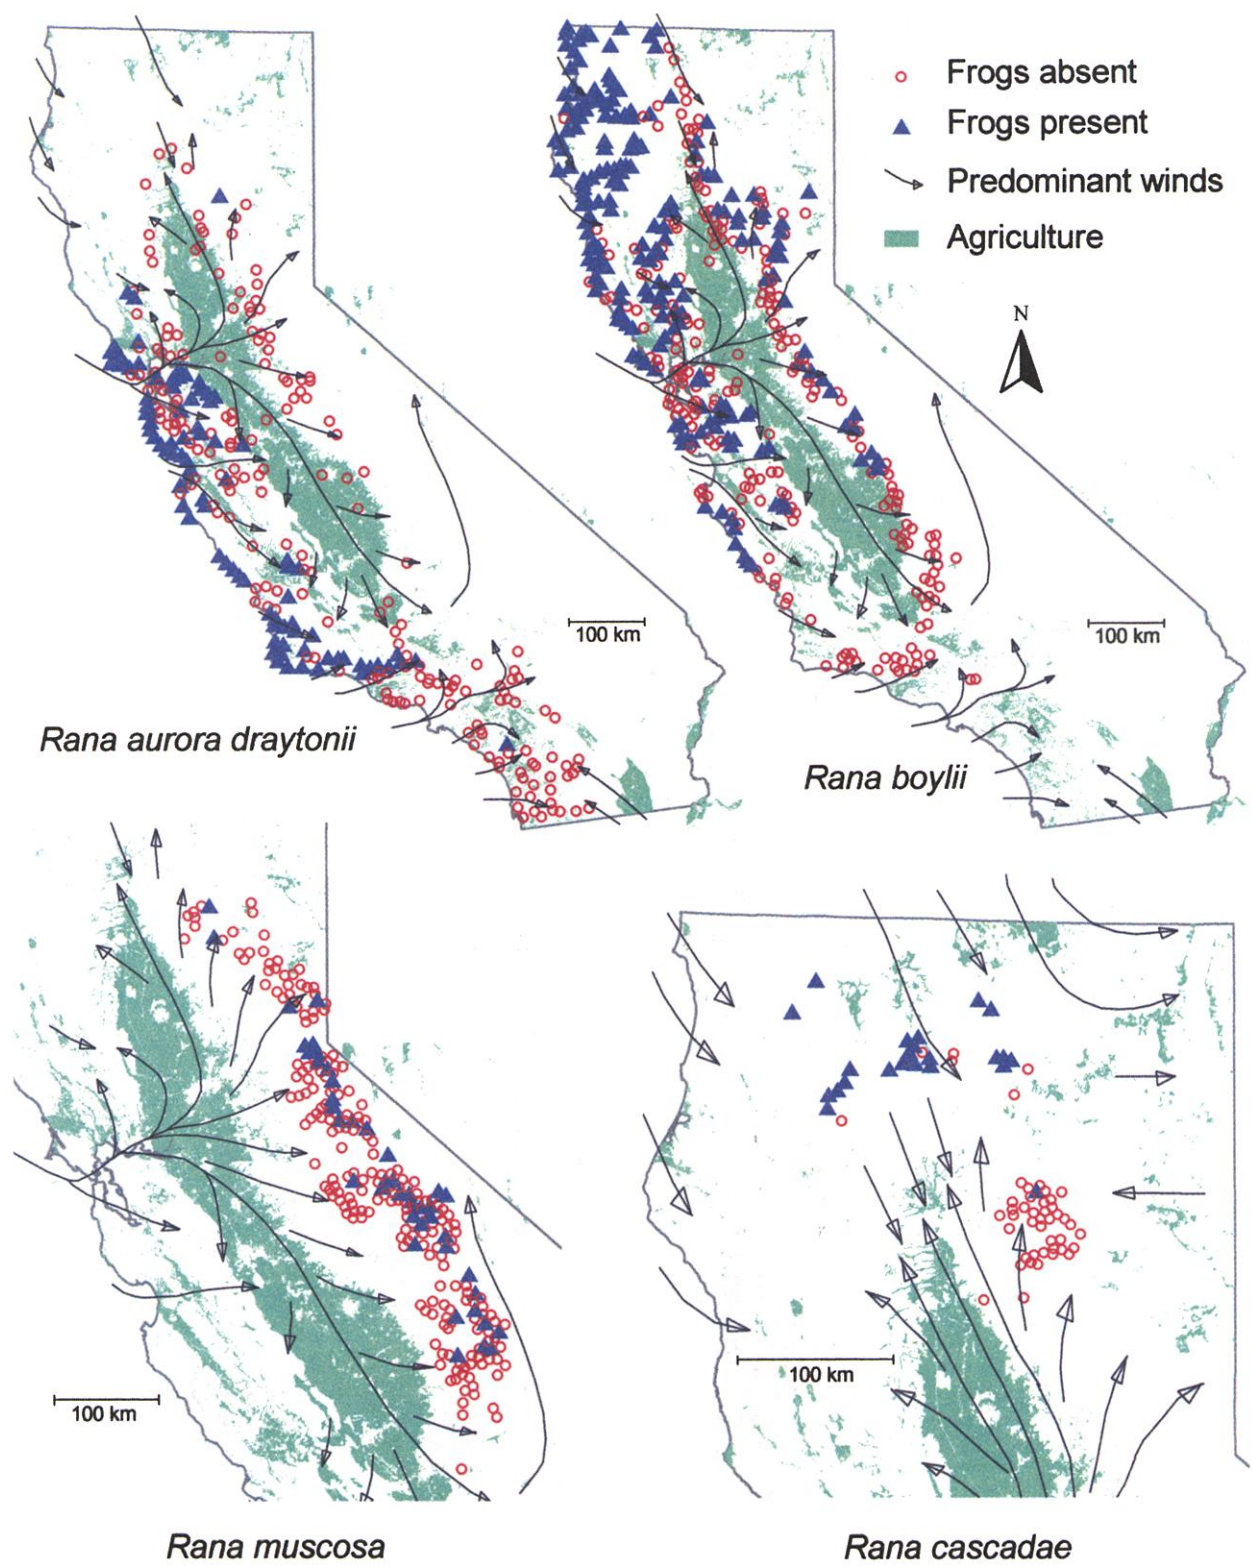 Frogs absent
Frogs present
Predominant winds
Agriculture
N
100 km
100 km
Rana aurora draytonii
Rana boylii
100 km
100 km
Rana muscosa
Rana cascadae